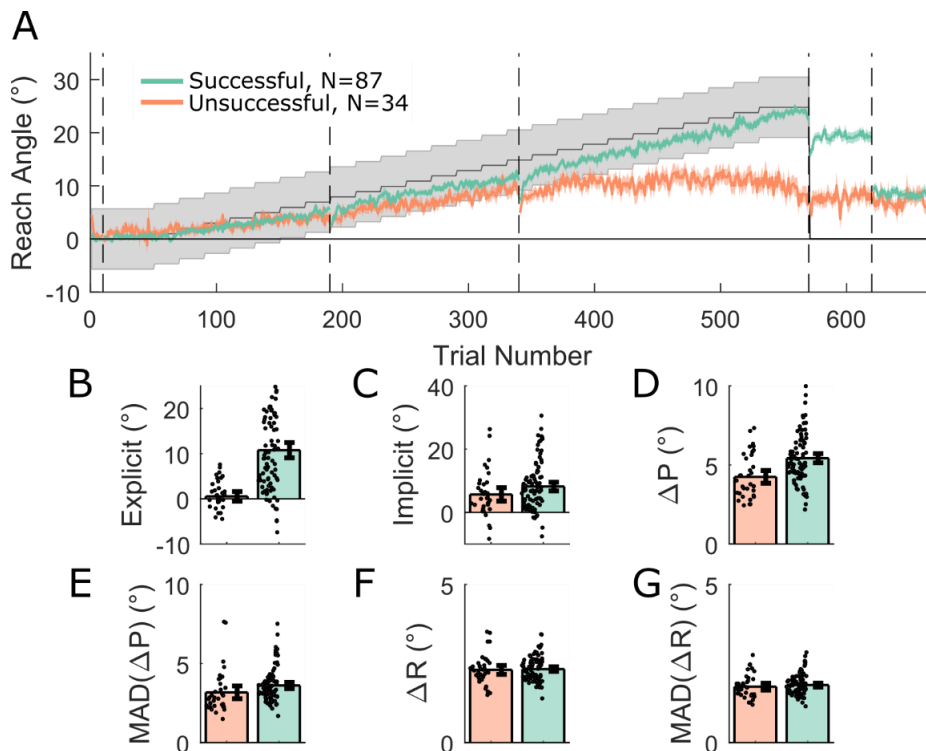 A
Reach Angle (°)
30
20
10
0
-10
Successful, N=87
Unsuccessful, N=34
0 100 200 300 400 500 600
Trial Number
B
Explicit (°)
20
10
0
-10
C
Implicit (°)
40
20
0
D
ΔP (°)
10
5
0
E
MAD(ΔP) (°)
10
5
0
F
ΔR (°)
5
0
G
MAD(ΔR) (°)
5
0